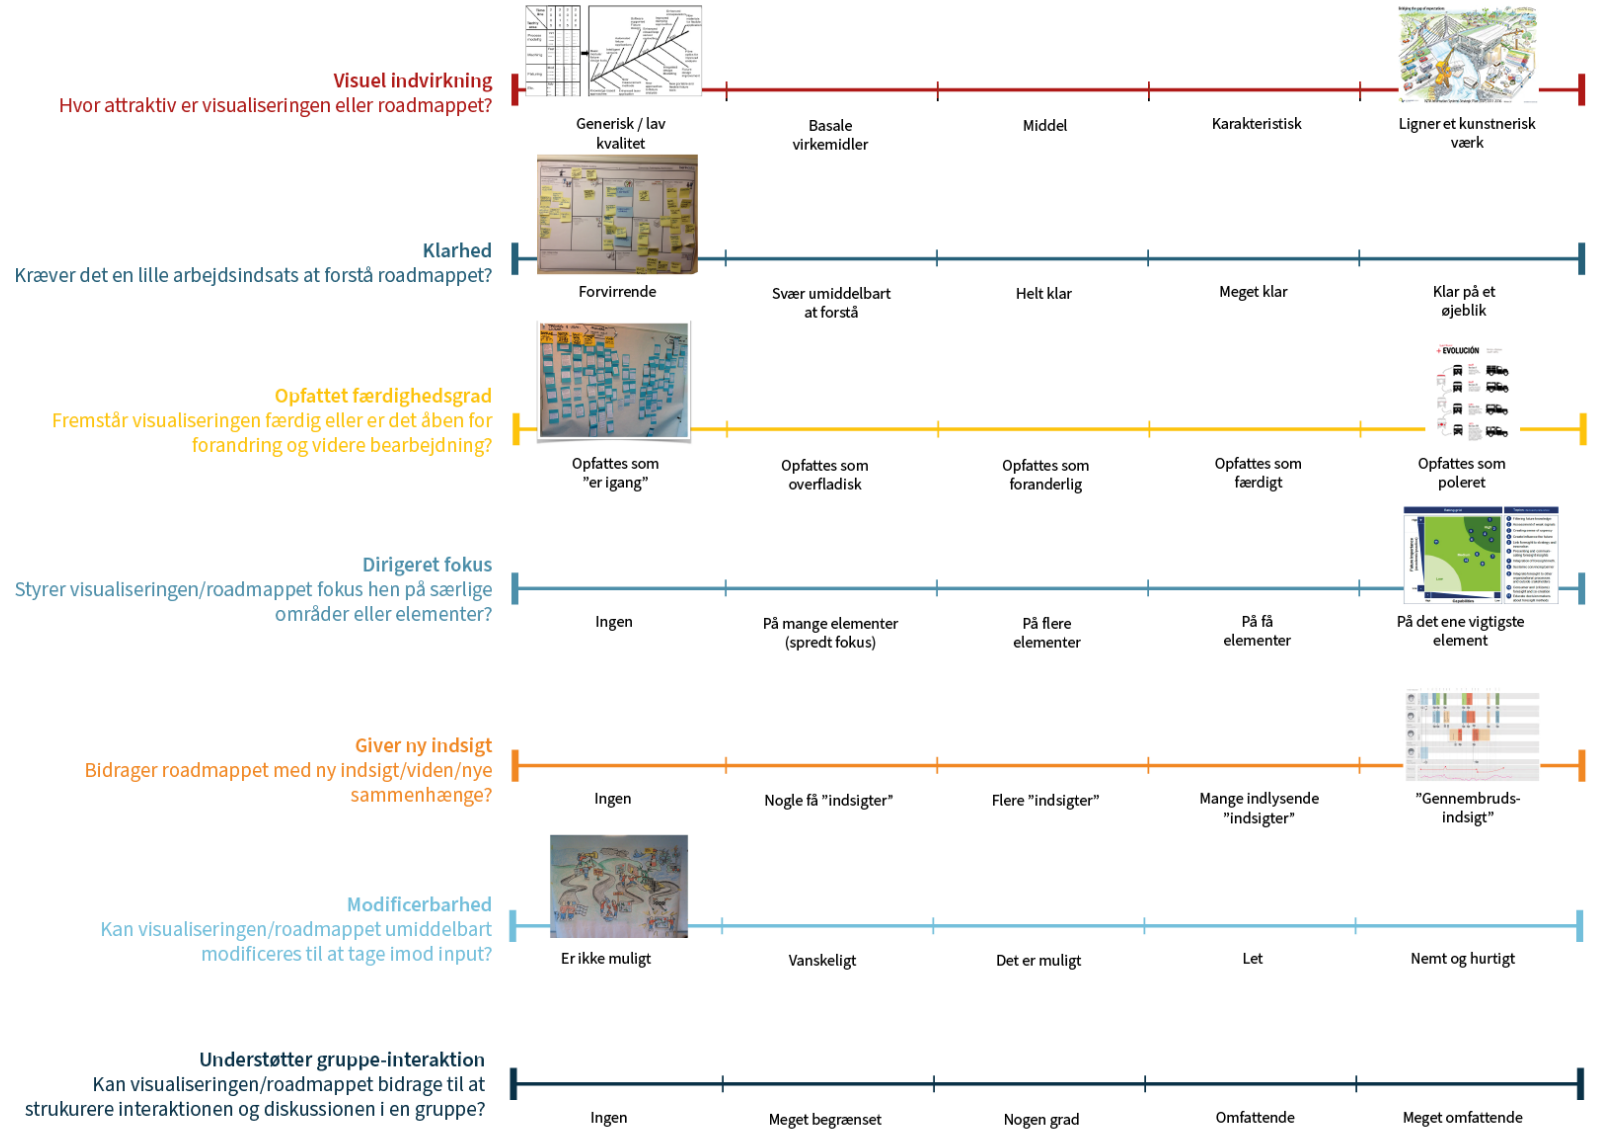 Visuel indvirkning
Hvor attraktiv er visualiseringen eller roadmappet?
Generisk / lav
kvalitet
Basale
virkemidler
Middel
Karakteristisk
Ligner et kunstnerisk
værk
Klarhed
Kræver det en lille arbejdsindsats at forstå roadmappet?
Forvirrende
Svær umiddelbart
at forstå
Helt klar
Meget klar
Klar på et
øjeblik
+ EVOLUCIÓN
Opfattet færdighedsgrad
Fremstår visualiseringen færdig eller er det åben for
forandring og videre bearbejdning?
Opfattes som
”er igang”
Opfattes som
overfladisk
Opfattes som
foranderlig
Opfattes som
færdigt
Opfattes som
poleret
Dirigeret fokus
Styrer visualiseringen/roadmappet fokus hen på særlige
områder eller elementer?
Ingen
På mange elementer
(spredt fokus)
På flere
elementer
På få
elementer
På det ene vigtigste
element
Giver ny indsigt
Bidrager roadmappet med ny indsigt/viden/nye
sammenhænge?
Ingen
Nogle få ”indsigter”
Flere ”indsigter”
Mange indlysende
”indsigter”
”Gennembruds-
indsigt”
Modificerbarhed
Kan visualiseringen/roadmappet umiddelbart
modificeres til at tage imod input?
Er ikke muligt
Vanskeligt
Det er muligt
Let
Nemt og hurtigt
Understøtter gruppe-interaktion
Kan visualiseringen/roadmappet bidrage til at
strukurere interaktionen og diskussionen i en gruppe?
Ingen
Meget begrænset
Nogen grad
Omfattende
Meget omfattende